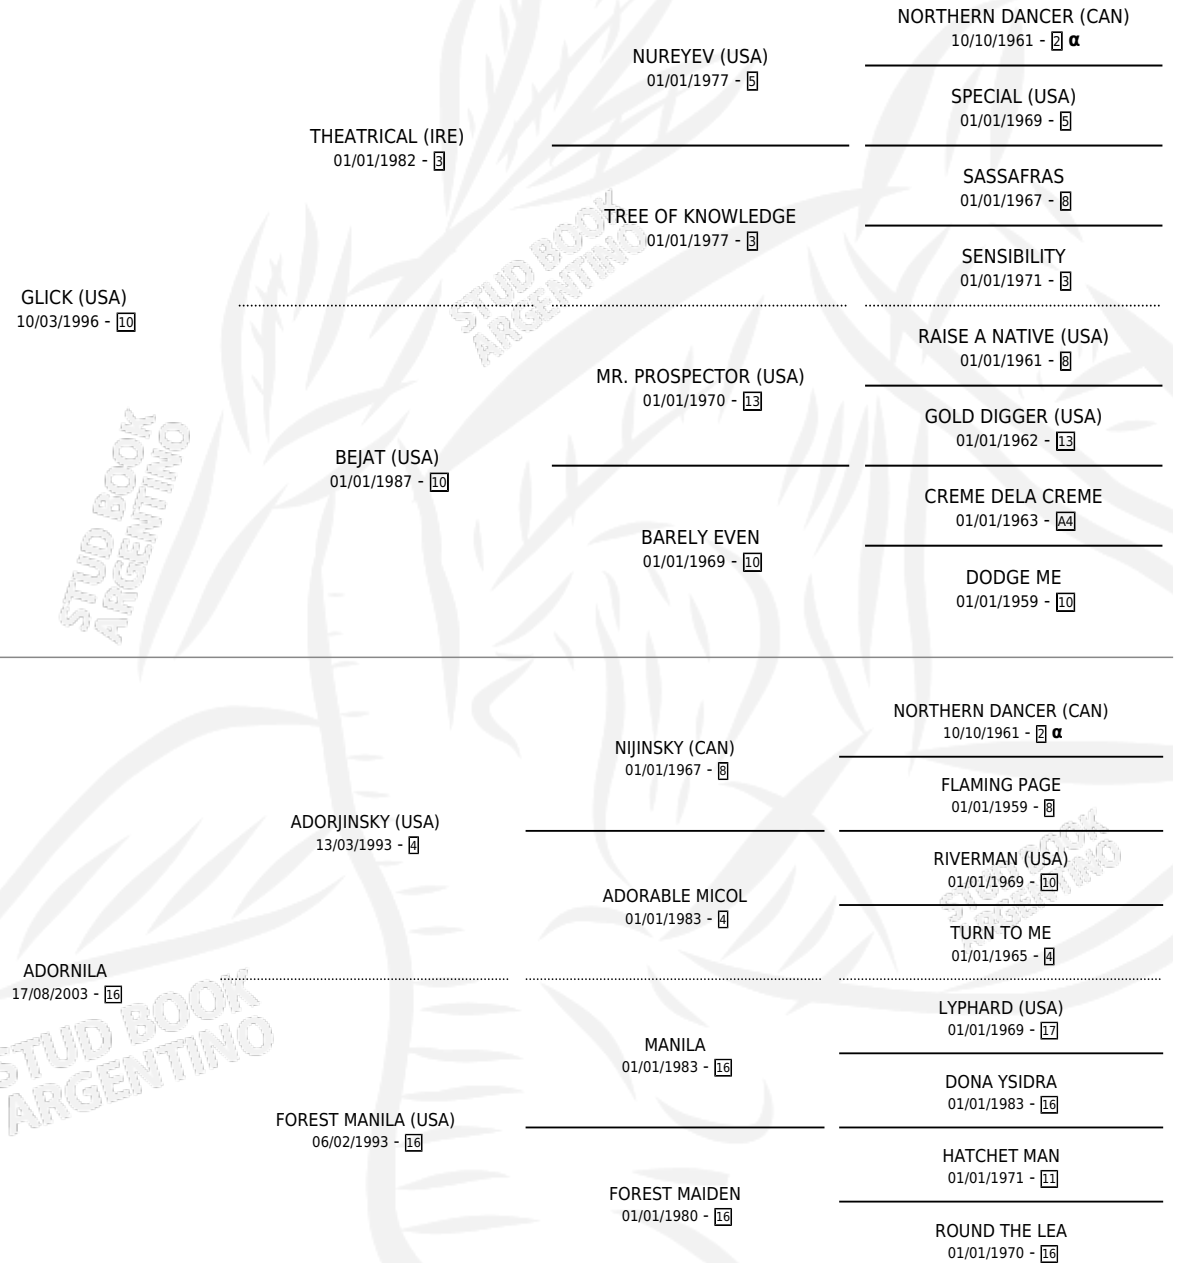 NORTHERN DANCER (CAN)
10/10/1961 - 2 α
NUREYEV (USA)
01/01/1977 - 5
SPECIAL (USA)
01/01/1969 - 5
THEATRICAL (IRE)
01/01/1982 - 3
SASSAFRAS
01/01/1967 - 8
TREE OF KNOWLEDGE
01/01/1977 - 3
SENSIBILITY
01/01/1971 - 3
GLICK (USA)
10/03/1996 - 10
RAISE A NATIVE (USA)
01/01/1961 - 8
MR. PROSPECTOR (USA)
01/01/1970 - 13
GOLD DIGGER (USA)
01/01/1962 - 13
BEJAT (USA)
01/01/1987 - 10
CREME DELA CREME
01/01/1963 - A4
BARELY EVEN
01/01/1969 - 10
DODGE ME
01/01/1959 - 10
NORTHERN DANCER (CAN)
10/10/1961 - 2 α
NIJINSKY (CAN)
01/01/1967 - 8
FLAMING PAGE
01/01/1959 - 8
ADORJINSKY (USA)
13/03/1993 - 4
RIVERMAN (USA)
01/01/1969 - 10
ADORABLE MICOL
01/01/1983 - 4
TURN TO ME
01/01/1965 - 4
ADORNILA
17/08/2003 - 16
LYPHARD (USA)
01/01/1969 - 17
MANILA
01/01/1983 - 16
DONA YSIDRA
01/01/1983 - 16
FOREST MANILA (USA)
06/02/1993 - 16
HATCHET MAN
01/01/1971 - 11
FOREST MAIDEN
01/01/1980 - 16
ROUND THE LEA
01/01/1970 - 16
STUD BOOK
ARGENTINO
STUD BOOK
ARGENTINO
STUD BOOK
ARGENTINO
STUD BOOK
ARGENTINO